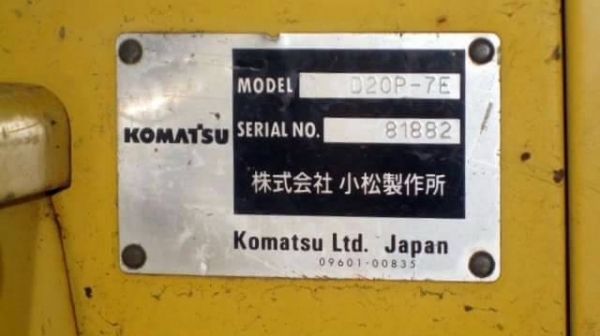 KOMATSU
MODEL D20P-7E
SERIAL NO. 81882
株式会社 小松製作所
Komatsu Ltd. Japan
09601-00835